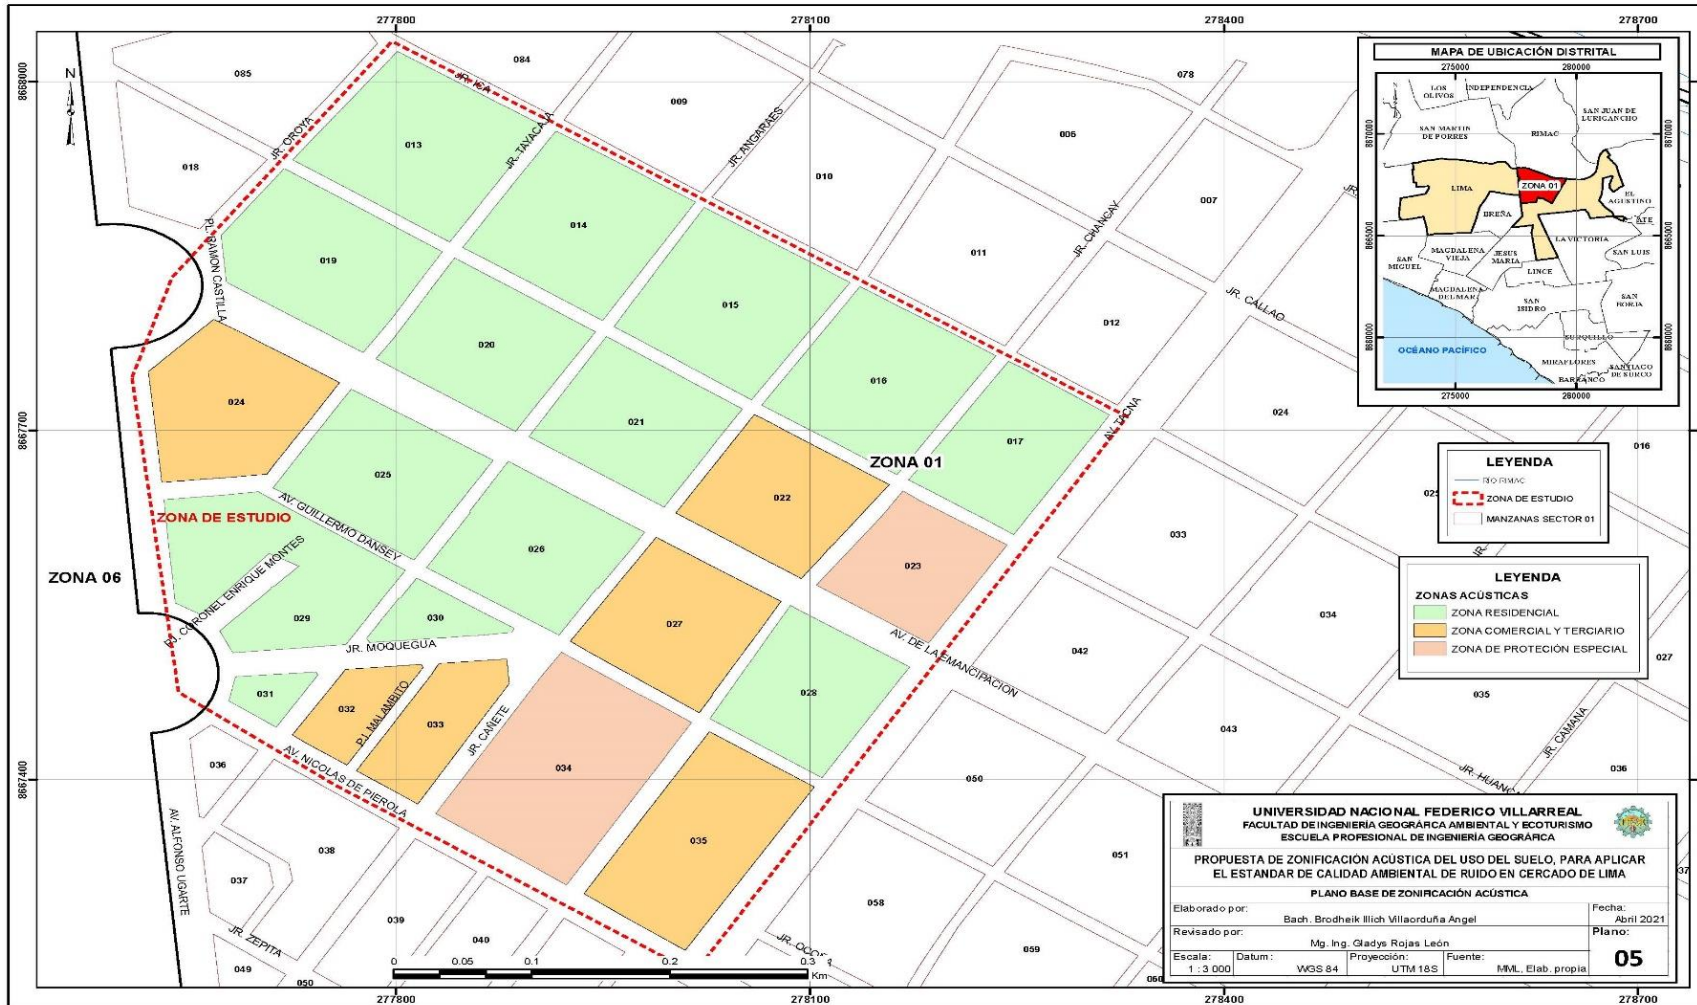 277800
278100
278400
278700
8668000
8667700
8667400
N
085
084
078
009
006
018
013
010
007
014
011
019
015
012
020
016
024
021
017
024
016
025
022
026
023
033
034
029
030
027
042
027
031
028
035
032
033
043
034
036
050
036
035
038
051
037
058
039
040
059
049
050
JR. ICA
JR. OROYA
JR. TAYACAJA
JR. ANGARAES
JR. CHANCAY
JR. CALLAO
PL. RAMON CASTILLA
AV. TACNA
ZONA 01
AV. GUILLERMO DANSEY
ZONA DE ESTUDIO
ZONA 06
PJ. CORONEL ENRIQUE MONTES
JR. MOQUEGUA
AV. DE LA EMANCIPACION
PJ. MALAMBITO
JR. CAÑETE
AV. NICOLAS DE PIEROLA
AV. ALFONSO UGARTE
JR. ZEPITA
JR. CAMANA
0 0.05 0.1 0.2 0.3
Km
277800
278100
278400
278700
MAPA DE UBICACIÓN DISTRITAL
275000
280000
LOS OLIVOS
INDEPENDENCIA
SAN JUAN DE LURIGANCHO
SAN MARTIN DE PORRES
RIMAC
LIMA
ZONA 01
EL AGUSTINO
BREÑA
ATE
LA VICTORIA
MAGDALENA VIEJA
JESUS MARIA
SAN LUIS
SAN MIGUEL
LINCE
MAGDALENA DEL MAR
SAN ISIDRO
SAN BORJA
SURQUILLO
OCÉANO PACÍFICO
MIRAFLORES
SANTIAGO DE SURCO
BARRANCO
275000
280000
LEYENDA
RÍO RIMAC
ZONA DE ESTUDIO
MANZANAS SECTOR 01
LEYENDA
ZONAS ACÚSTICAS
ZONA RESIDENCIAL
ZONA COMERCIAL Y TERCIARIO
ZONA DE PROTECIÓN ESPECIAL
UNIVERSIDAD NACIONAL FEDERICO VILLARREAL
FACULTAD DE INGENIERÍA GEOGRÁFICA AMBIENTAL Y ECOTURISMO
ESCUELA PROFESIONAL DE INGENIERÍA GEOGRÁFICA
PROPUESTA DE ZONIFICACIÓN ACÚSTICA DEL USO DEL SUELO, PARA APLICAR
EL ESTANDAR DE CALIDAD AMBIENTAL DE RUIDO EN CERCADO DE LIMA
PLANO BASE DE ZONIFICACIÓN ACÚSTICA
Elaborado por:
Bach. Brodheik Illich Villaorduña Angel
Fecha:
Abril 2021
Revisado por:
Mg. Ing. Gladys Rojas León
Plano:
05
Escala:
1 : 3 000
Datum :
WGS 84
Proyección:
UTM 18S
Fuente:
MML, Elab. propia